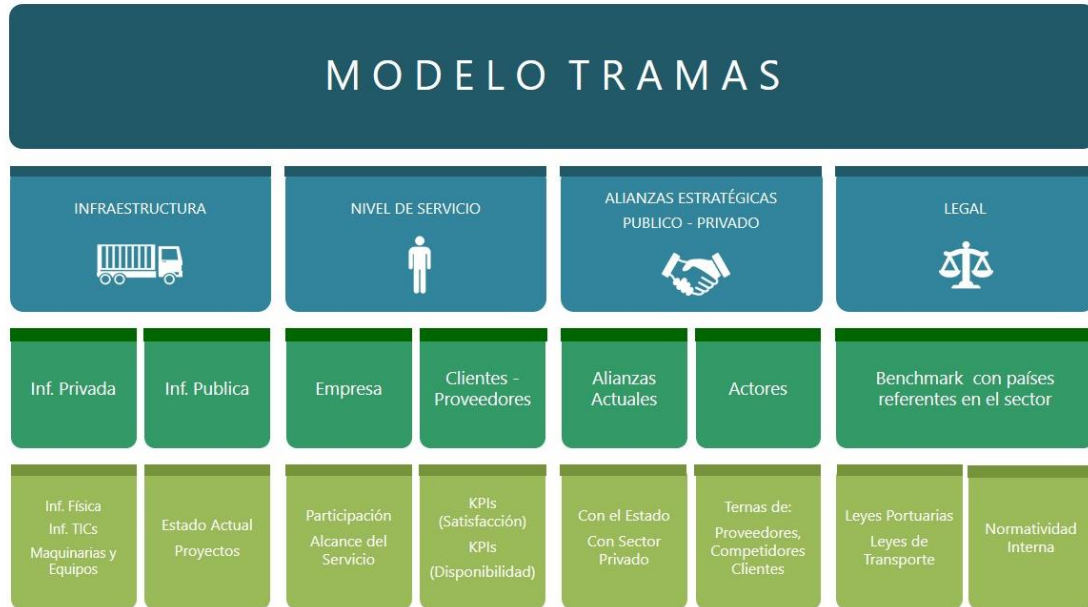 MODELO TRAMAS
INFRAESTRUCTURA
NIVEL DE SERVICIO
ALIANZAS ESTRATÉGICAS
PUBLICO - PRIVADO
LEGAL
Inf. Privada
Inf. Publica
Empresa
Clientes -
Proveedores
Alianzas
Actuales
Actores
Benchmark con países
referentes en el sector
Inf. Física
Inf. TICs
Maquinarias y
Equipos
Estado Actual
Proyectos
Participación
Alcance del
Servicio
KPIs
(Satisfacción)
KPIs
(Disponibilidad)
Con el Estado
Con Sector
Privado
Ternas de:
Proveedores,
Competidores
Clientes
Leyes Portuarias
Leyes de
Transporte
Normatividad
Interna